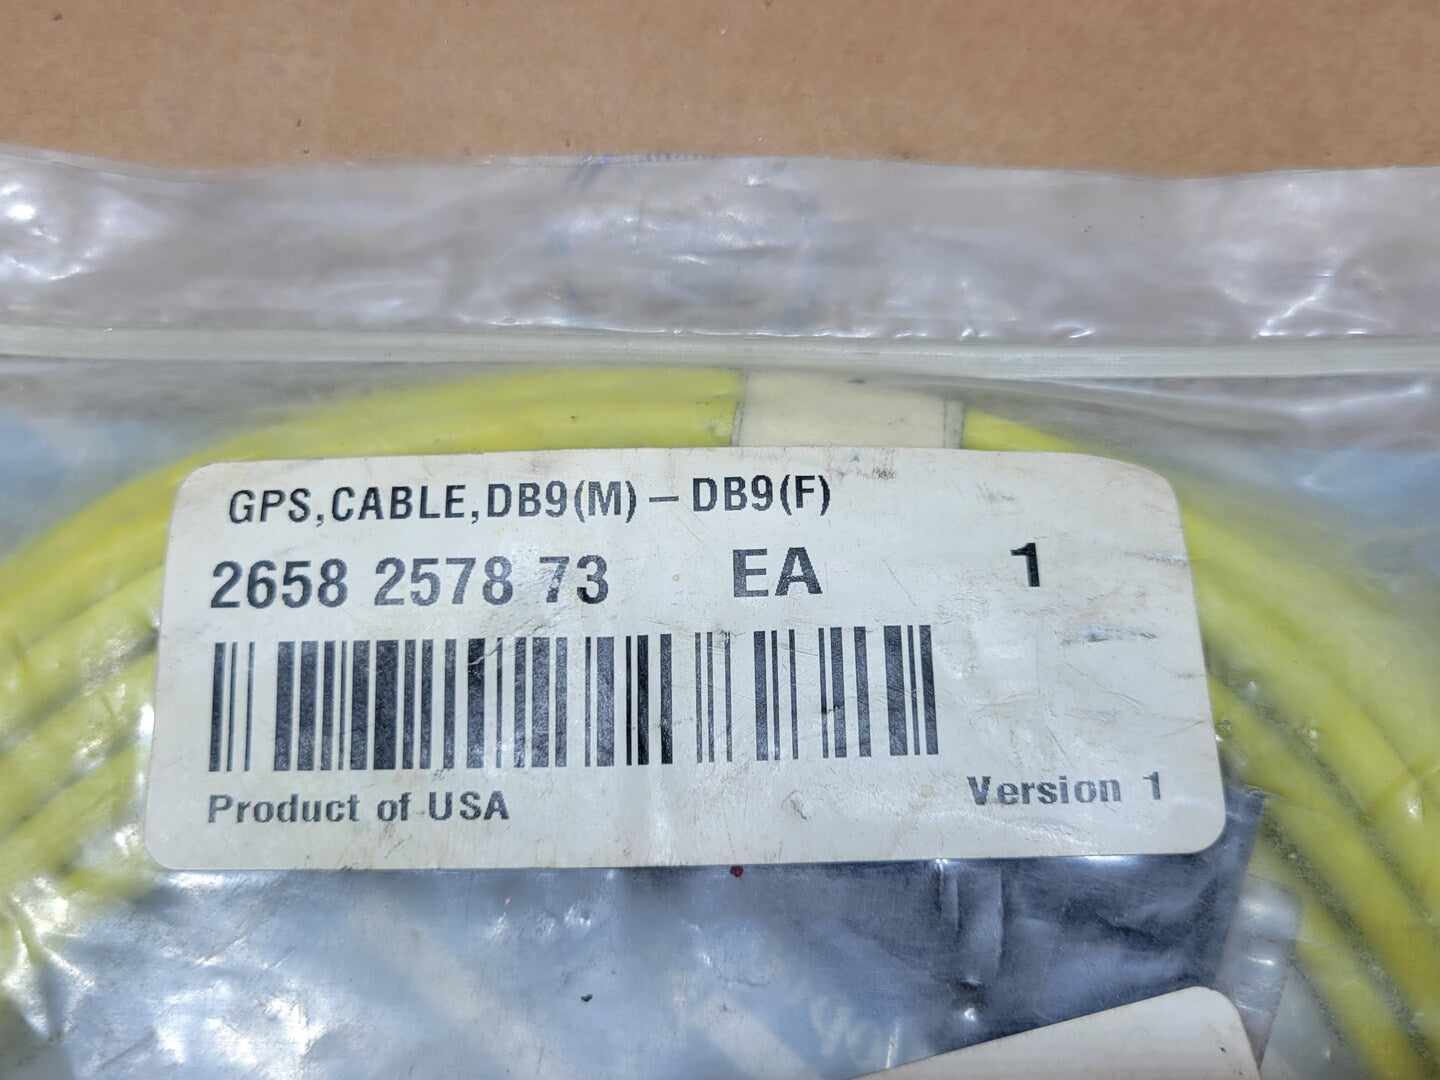 GPS,CABLE,DB9(M) – DB9(F)
2658 2578 73 EA 1
Product of USA
Version 1